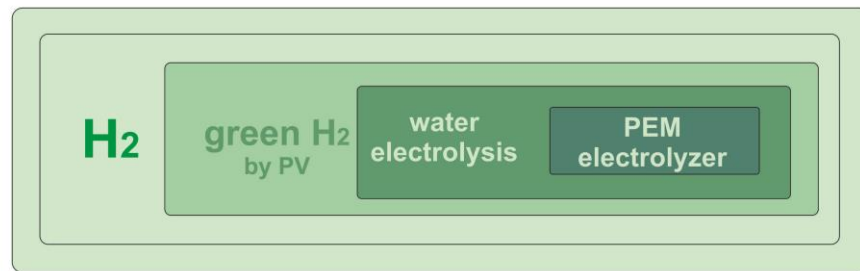 H2
green H2
by PV
water
electrolysis
PEM
electrolyzer